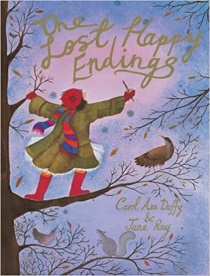 The
Lost Happy
Endings
Carol Ann Duffy
&
Jane Ray